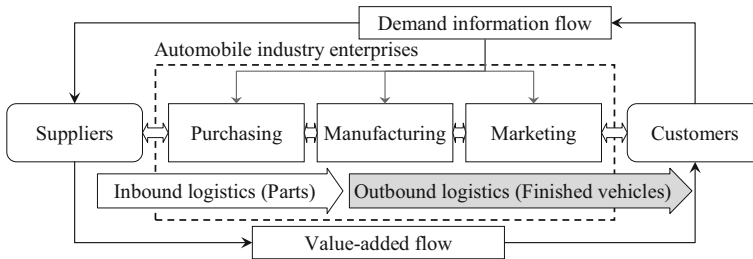 Demand information flow
Automobile industry enterprises
Suppliers
Purchasing
Manufacturing
Marketing
Customers
Inbound logistics (Parts)
Outbound logistics (Finished vehicles)
Value-added flow